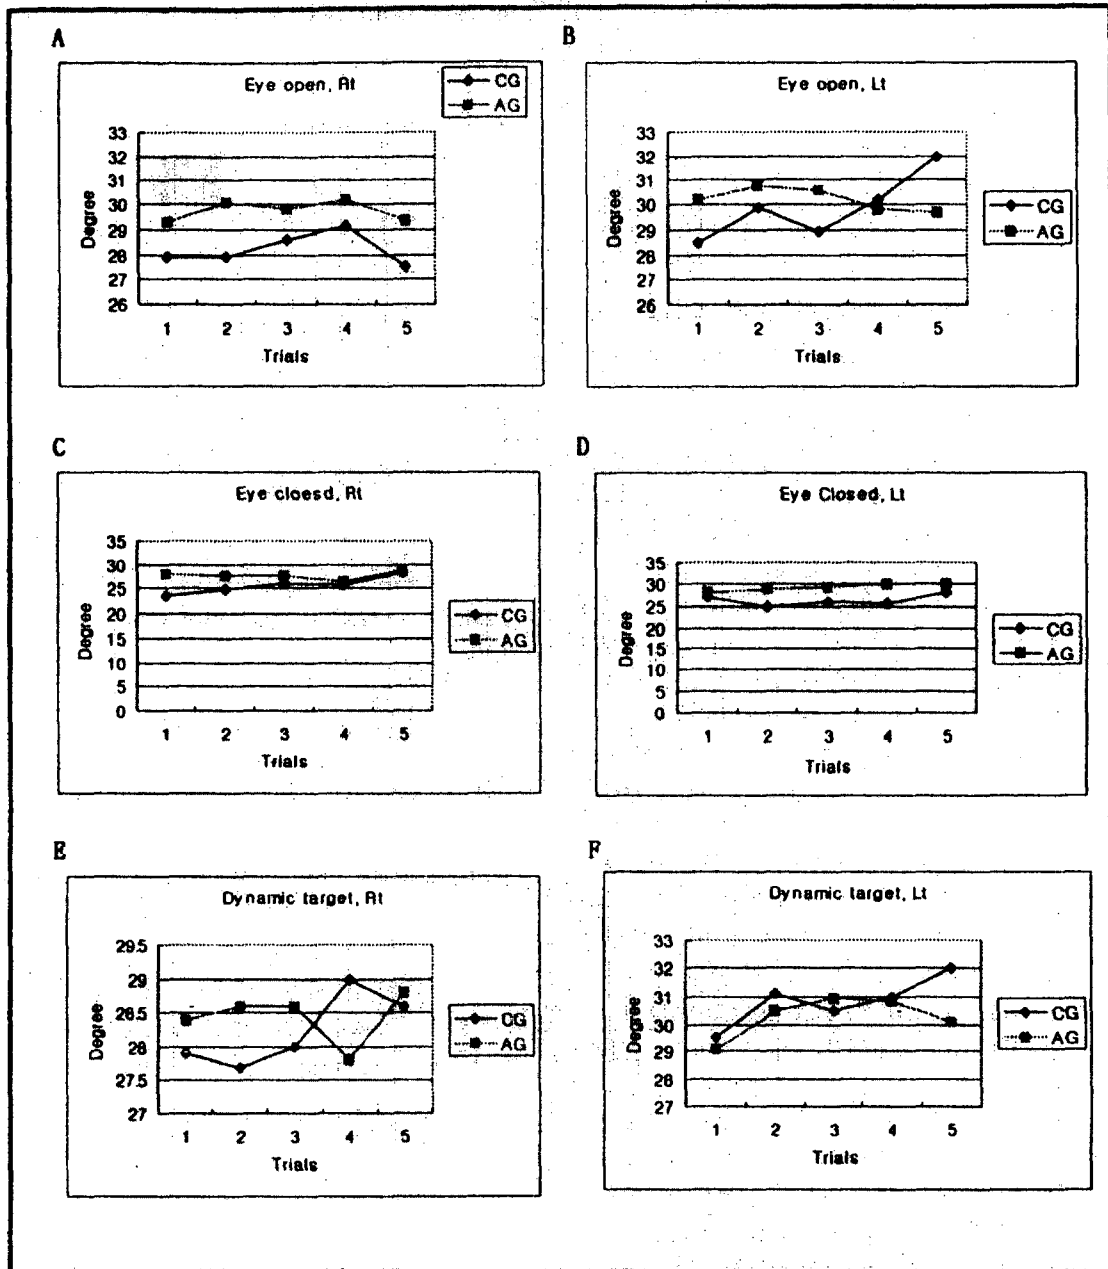 A
Eye open, Rt
CG
AG
33
32
31
30
29
28
27
26
Degree
1 2 3 4 5
Trials
B
Eye open, Lt
33
32
31
30
29
28
27
26
Degree
1 2 3 4 5
Trials
CG
AG
C
Eye cloesd, Rt
35
30
25
20
15
10
5
0
Degree
1 2 3 4 5
Trials
CG
AG
D
Eye Closed, Lt
35
30
25
20
15
10
5
0
Degree
1 2 3 4 5
Trials
CG
AG
E
Dynamic target, Rt
29.5
29
28.5
28
27.5
27
Degree
1 2 3 4 5
Trials
CG
AG
F
Dynamic target, Lt
33
32
31
30
29
28
27
Degree
1 2 3 4 5
Trials
CG
AG